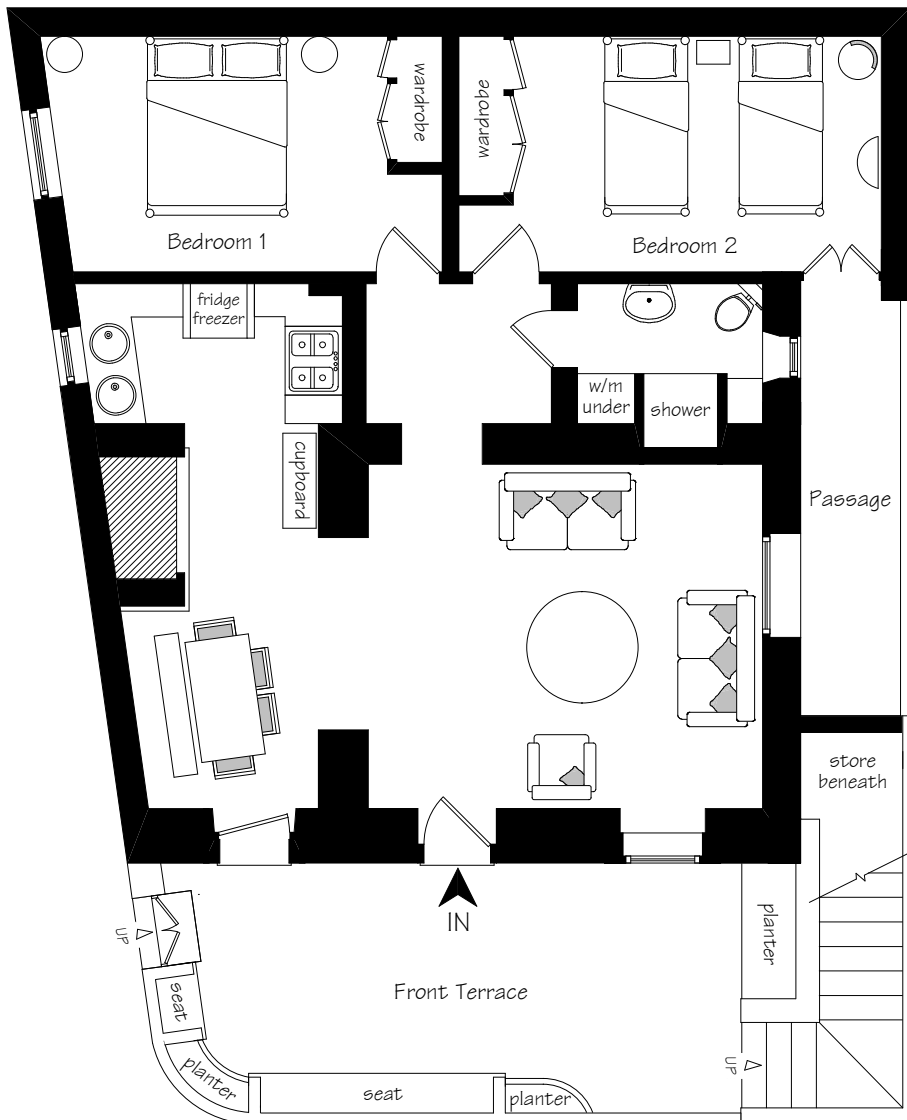 wardrobe
wardrobe
Bedroom 1
Bedroom 2
fridge
freezer
w/m
under
shower
cupboard
Passage
store
beneath
IN
UP
planter
Front Terrace
seat
planter
seat
planter
UP